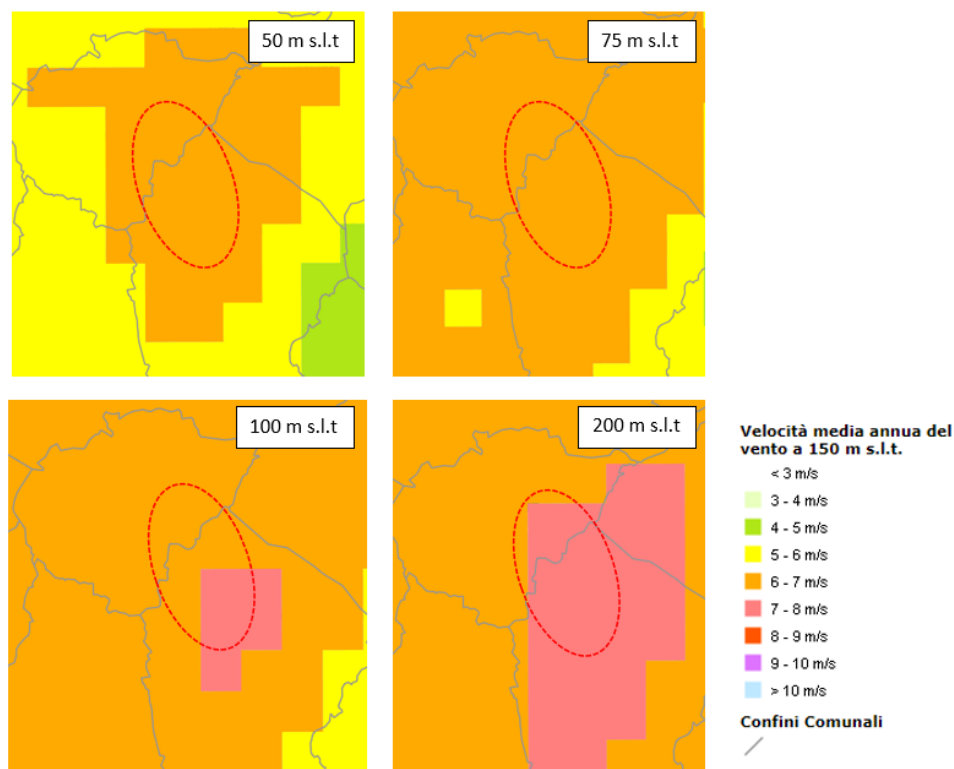 50 m s.l.t
75 m s.l.t
100 m s.l.t
200 m s.l.t
Velocità media annua del
vento a 150 m s.l.t.
< 3 m/s
3 - 4 m/s
4 - 5 m/s
5 - 6 m/s
6 - 7 m/s
7 - 8 m/s
8 - 9 m/s
9 - 10 m/s
> 10 m/s
Confini Comunali